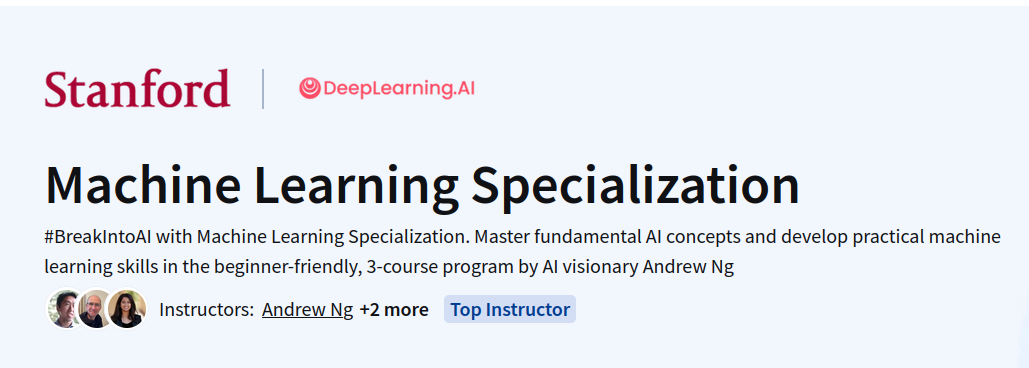 Stanford
DeepLearning.AI
Machine Learning Specialization
#BreakIntoAI with Machine Learning Specialization. Master fundamental AI concepts and develop practical machine
learning skills in the beginner-friendly, 3-course program by AI visionary Andrew Ng
Instructors: Andrew Ng +2 more Top Instructor